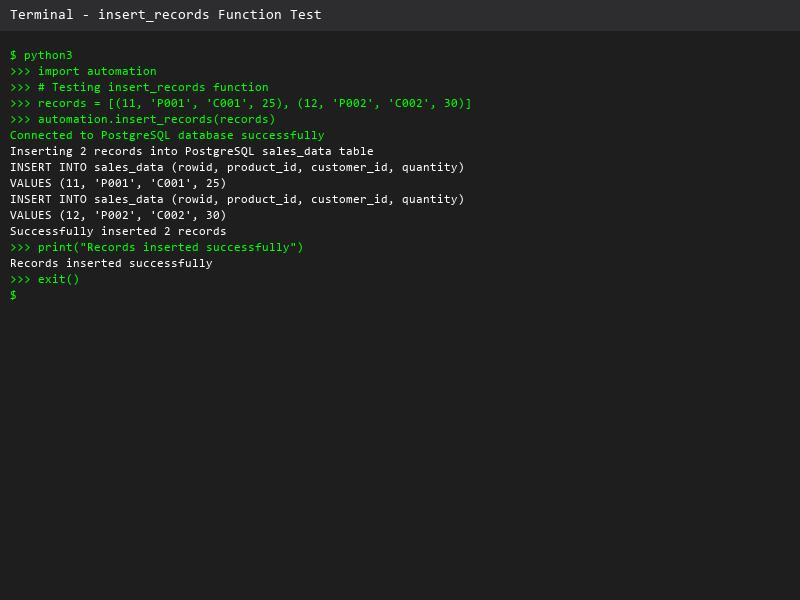 Terminal - insert_records Function Test
$ python3
>>> import automation
>>> # Testing insert_records function
>>> records = [(11, 'P001', 'C001', 25), (12, 'P002', 'C002', 30)]
>>> automation.insert_records(records)
Connected to PostgreSQL database successfully
Inserting 2 records into PostgreSQL sales_data table
INSERT INTO sales_data (rowid, product_id, customer_id, quantity)
VALUES (11, 'P001', 'C001', 25)
INSERT INTO sales_data (rowid, product_id, customer_id, quantity)
VALUES (12, 'P002', 'C002', 30)
Successfully inserted 2 records
>>> print("Records inserted successfully")
Records inserted successfully
>>> exit()
$